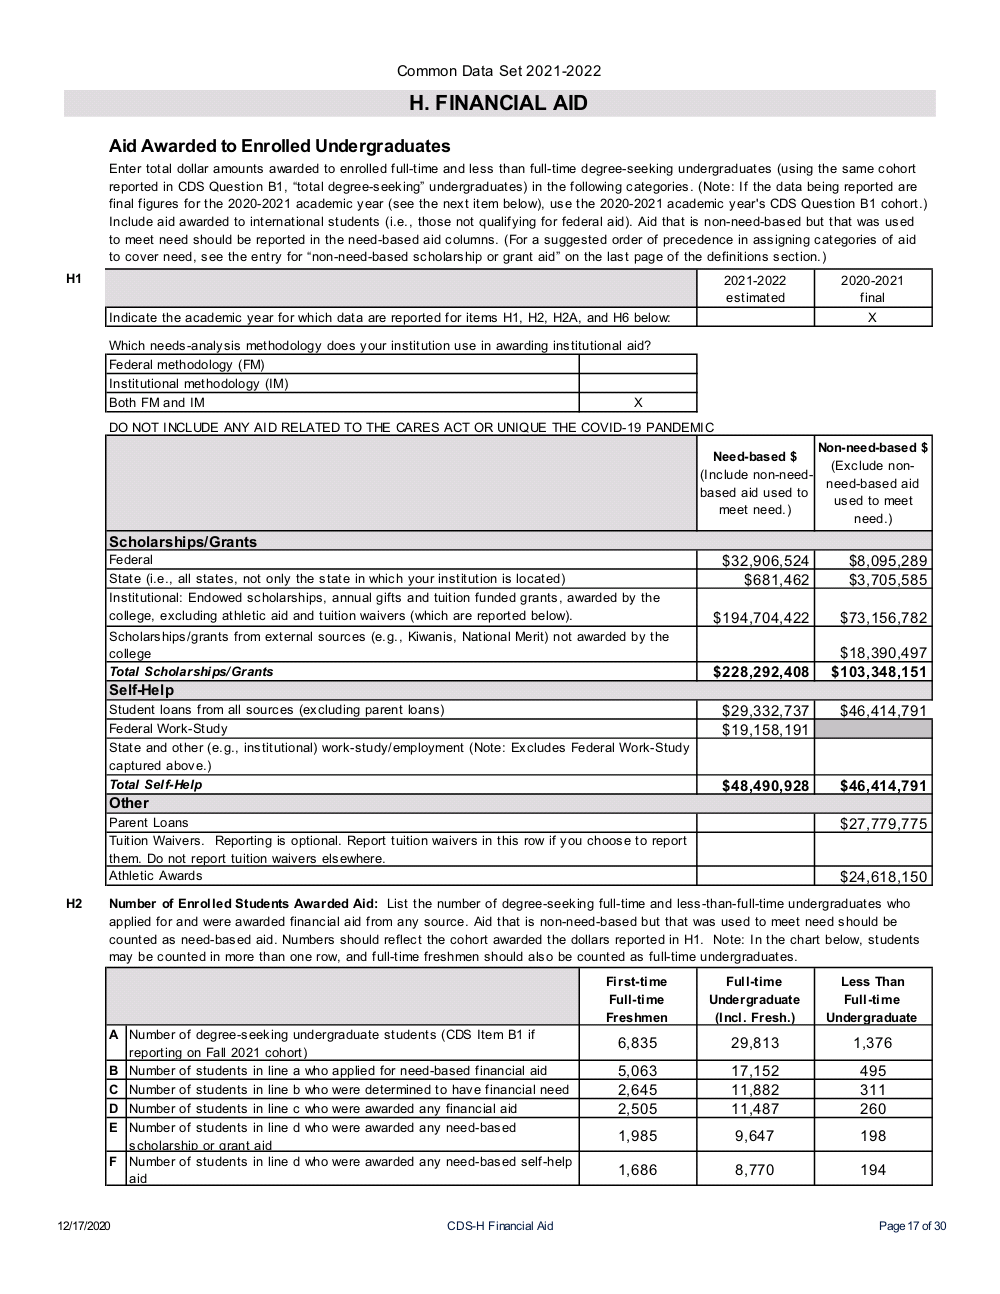 Common Data Set 2021-2022
H. FINANCIAL AID
Aid Awarded to Enrolled Undergraduates
Enter total dollar amounts awarded to enrolled full-time and less than full-time degree-seeking undergraduates (using the same cohort
reported in CDS Question B1, “total degree-seeking” undergraduates) in the following categories. (Note: If the data being reported are
final figures for the 2020-2021 academic year (see the next item below), use the 2020-2021 academic year's CDS Question B1 cohort.)
Include aid awarded to international students (i.e., those not qualifying for federal aid). Aid that is non-need-based but that was used
to meet need should be reported in the need-based aid columns. (For a suggested order of precedence in assigning categories of aid
to cover need, see the entry for “non-need-based scholarship or grant aid” on the last page of the definitions section.)
H1
2021-2022 estimated
2020-2021 final
Indicate the academic year for which data are reported for items H1, H2, H2A, and H6 below: X
Which needs-analysis methodology does your institution use in awarding institutional aid?
Federal methodology (FM)
Institutional methodology (IM)
Both FM and IM X
DO NOT INCLUDE ANY AID RELATED TO THE CARES ACT OR UNIQUE THE COVID-19 PANDEMIC
Need-based $
(Include non-need-
based aid used to
meet need.)
Non-need-based $
(Exclude non-
need-based aid
used to meet
need.)
Scholarships/Grants
Federal $32,906,524 $8,095,289
State (i.e., all states, not only the state in which your institution is located) $681,462 $3,705,585
Institutional: Endowed scholarships, annual gifts and tuition funded grants, awarded by the
college, excluding athletic aid and tuition waivers (which are reported below). $194,704,422 $73,156,782
Scholarships/grants from external sources (e.g., Kiwanis, National Merit) not awarded by the
college $18,390,497
Total Scholarships/Grants $228,292,408 $103,348,151
Self-Help
Student loans from all sources (excluding parent loans) $29,332,737 $46,414,791
Federal Work-Study $19,158,191
State and other (e.g., institutional) work-study/employment (Note: Excludes Federal Work-Study
captured above.)
Total Self-Help $48,490,928 $46,414,791
Other
Parent Loans $27,779,775
Tuition Waivers.  Reporting is optional. Report tuition waivers in this row if you choose to report
them. Do not report tuition waivers elsewhere.
Athletic Awards $24,618,150
H2 Number of Enrolled Students Awarded Aid:  List the number of degree-seeking full-time and less-than-full-time undergraduates who
applied for and were awarded financial aid from any source. Aid that is non-need-based but that was used to meet need should be
counted as need-based aid. Numbers should reflect the cohort awarded the dollars reported in H1.  Note: In the chart below, students
may be counted in more than one row, and full-time freshmen should also be counted as full-time undergraduates.
First-time
Full-time
Freshmen
Full-time
Undergraduate
(Incl. Fresh.)
Less Than
Full-time
Undergraduate
A Number of degree-seeking undergraduate students (CDS Item B1 if
reporting on Fall 2021 cohort) 6,835 29,813 1,376
B Number of students in line a who applied for need-based financial aid 5,063 17,152 495
C Number of students in line b who were determined to have financial need 2,645 11,882 311
D Number of students in line c who were awarded any financial aid 2,505 11,487 260
E Number of students in line d who were awarded any need-based
scholarship or grant aid 1,985 9,647 198
F Number of students in line d who were awarded any need-based self-help
aid 1,686 8,770 194
12/17/2020 CDS-H Financial Aid Page 17 of 30